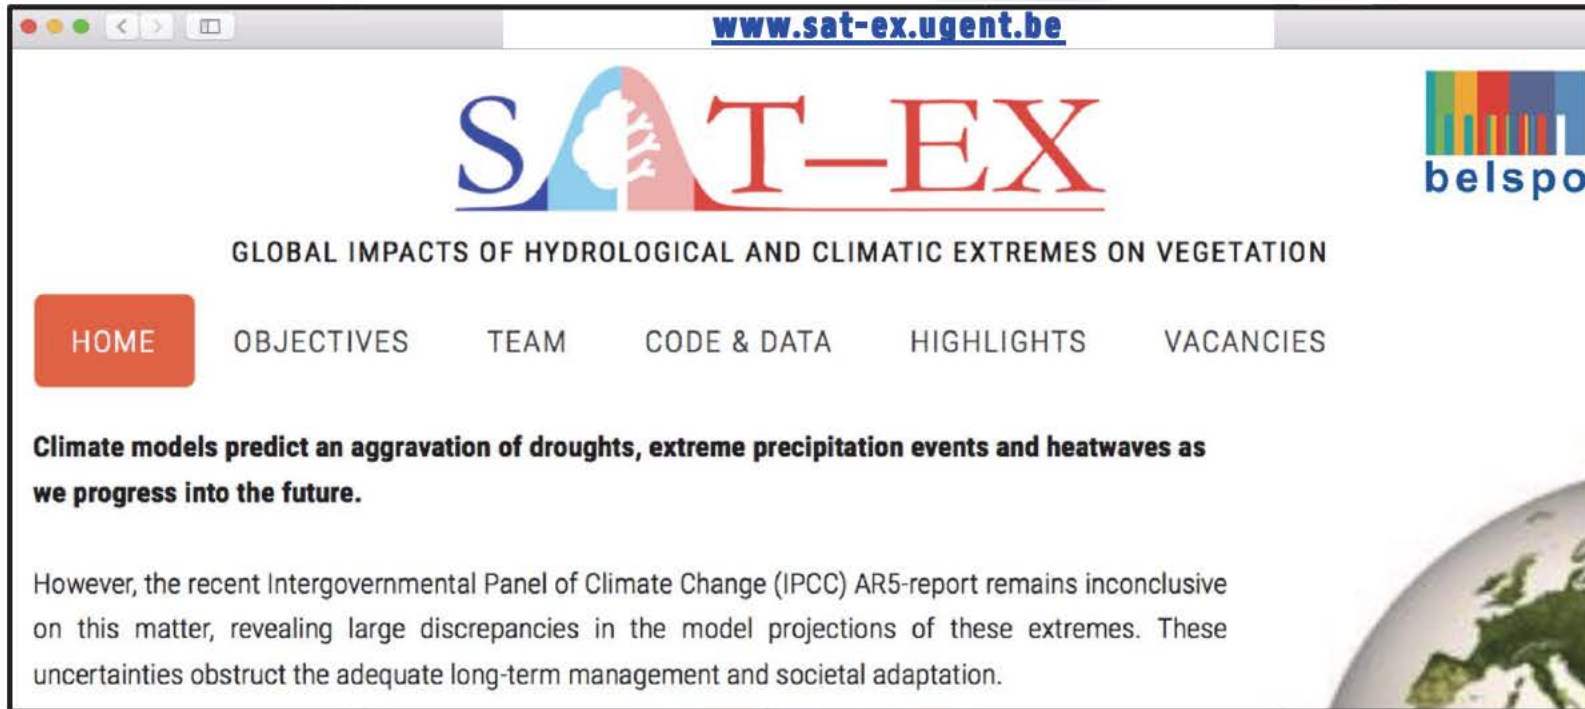 www.sat-ex.ugent.be
SAT-EX
belspo
GLOBAL IMPACTS OF HYDROLOGICAL AND CLIMATIC EXTREMES ON VEGETATION
HOME OBJECTIVES TEAM CODE & DATA HIGHLIGHTS VACANCIES
Climate models predict an aggravation of droughts, extreme precipitation events and heatwaves as
we progress into the future.
However, the recent Intergovernmental Panel of Climate Change (IPCC) AR5-report remains inconclusive
on this matter, revealing large discrepancies in the model projections of these extremes. These
uncertainties obstruct the adequate long-term management and societal adaptation.